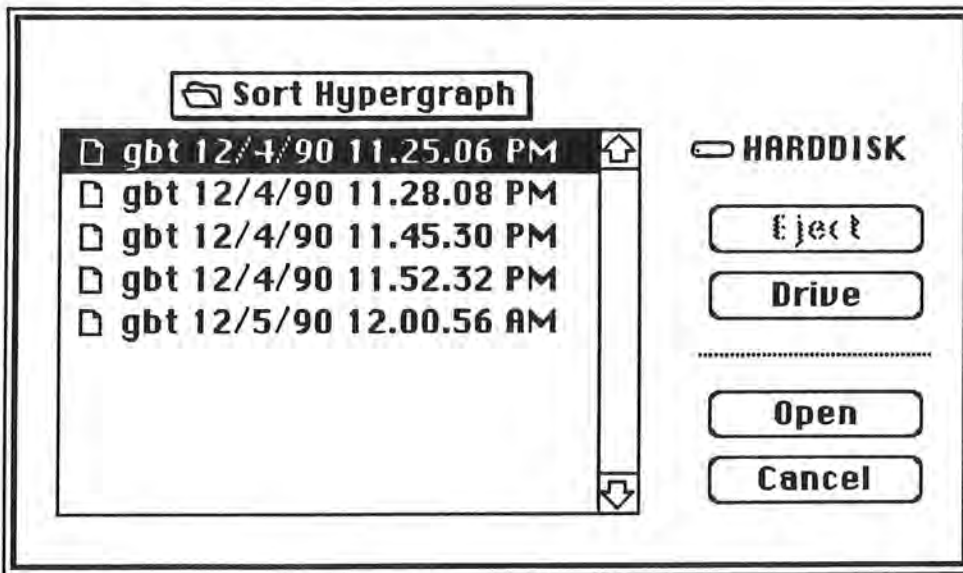 Sort Hypergraph
gbt 12/4/90 11.25.06 PM
gbt 12/4/90 11.28.08 PM
gbt 12/4/90 11.45.30 PM
gbt 12/4/90 11.52.32 PM
gbt 12/5/90 12.00.56 AM
HARDDISK
Eject
Drive
Open
Cancel